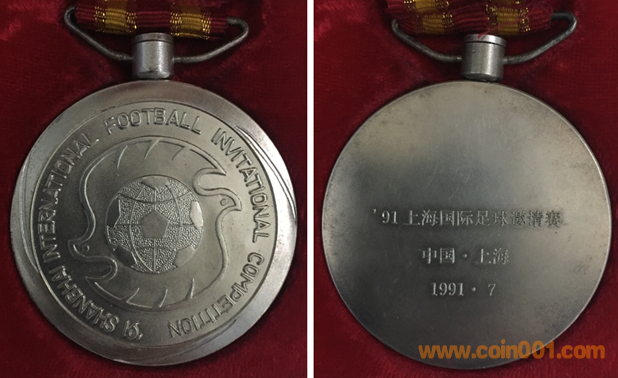 '91 SHANGHAI INTERNATIONAL FOOTBALL INVITATIONAL COMPETITION
'91上海国际足球邀请赛
中国·上海
1991·7
www.coin001.com